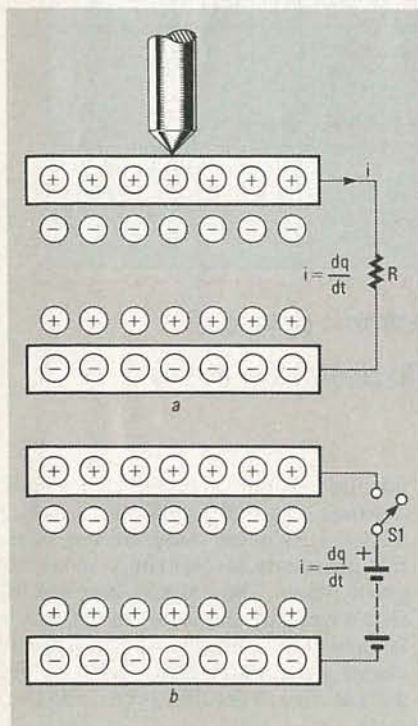 + + + + + + + i
− − − − − − −
i = dq/dt R
+ + + + + + +
− − − − − − −
a
+ + + + + + +
− − − − − − −
S1
i = dq/dt +
+ + + + + + +
− − − − − − −
b